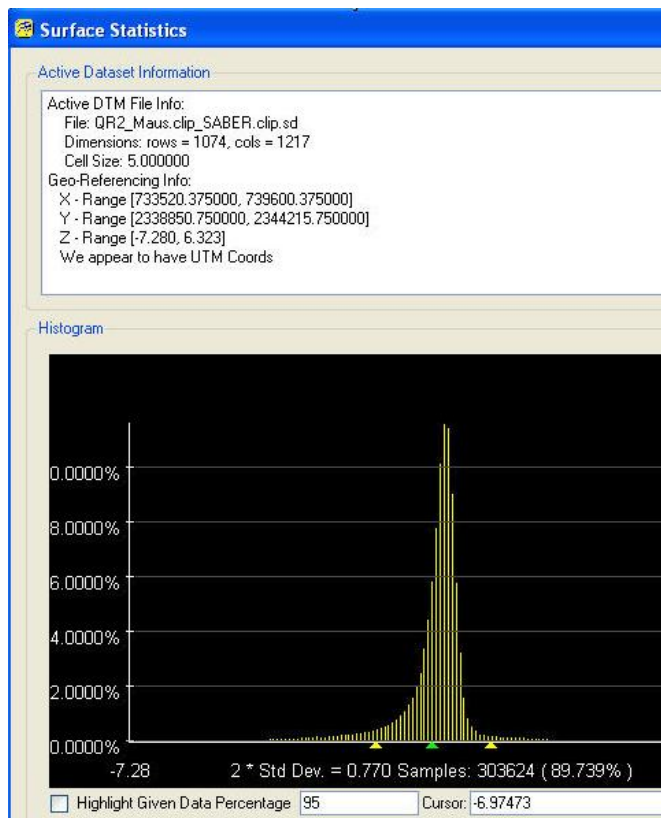 Surface Statistics
Active Dataset Information
Active DTM File Info:
File: QR2_Maus.clip_SABER.clip.sd
Dimensions: rows = 1074, cols = 1217
Cell Size: 5.000000
Geo-Referencing Info:
X - Range [733520.375000, 739600.375000]
Y - Range [2338850.750000, 2344215.750000]
Z - Range [-7.280, 6.323]
We appear to have UTM Coords
Histogram
0.0000%
8.0000%
6.0000%
4.0000%
2.0000%
0.0000%
-7.28 2 * Std Dev. = 0.770 Samples: 303624 ( 89.739% )
Highlight Given Data Percentage 95 Cursor: -6.97473